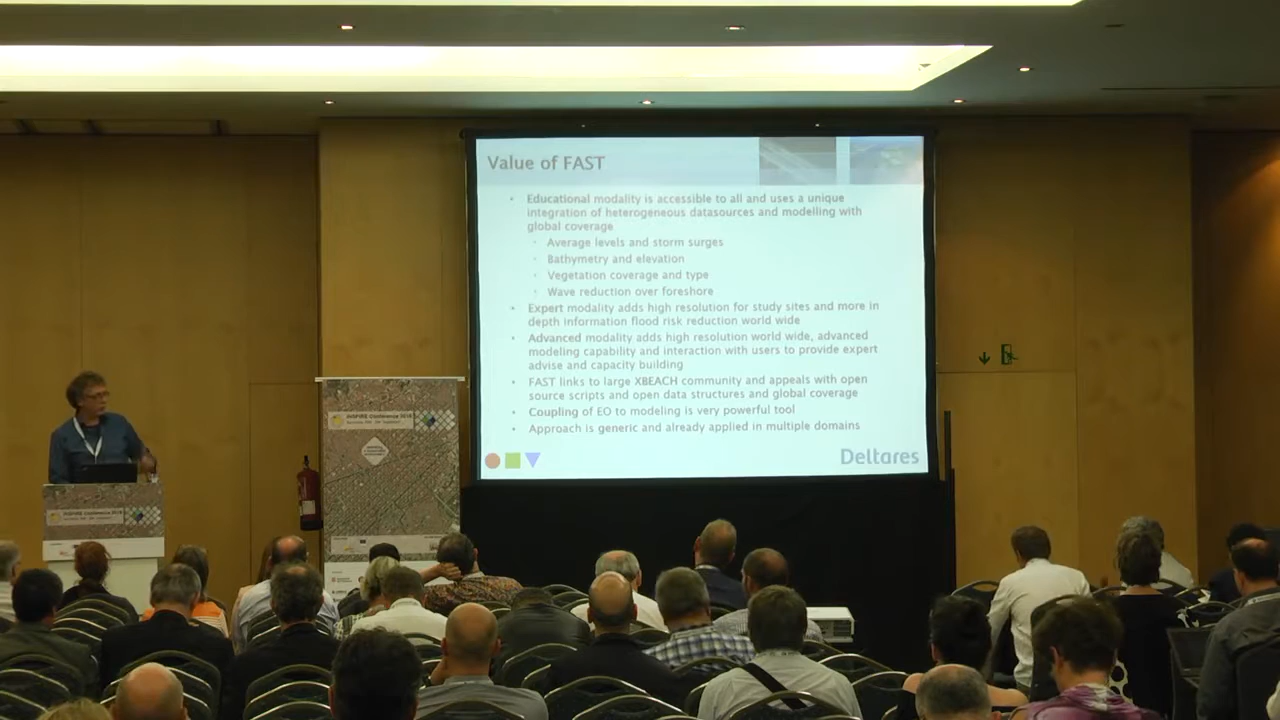 Value of FAST
• Educational modality is accessible to all and uses a unique
integration of heterogeneous datasources and modelling with
global coverage
• Average levels and storm surges
• Bathymetry and elevation
• Vegetation coverage and type
• Wave reduction over foreshore
• Expert modality adds high resolution for study sites and more in
depth information flood risk reduction world wide
• Advanced modality adds high resolution world wide, advanced
modeling capability and interaction with users to provide expert
advise and capacity building
• FAST links to large XBEACH community and appeals with open
source scripts and open data structures and global coverage
• Coupling of EO to modeling is very powerful tool
• Approach is generic and already applied in multiple domains
Deltares
INSPIRE Conference 2016
INSPIRE Conference 2016